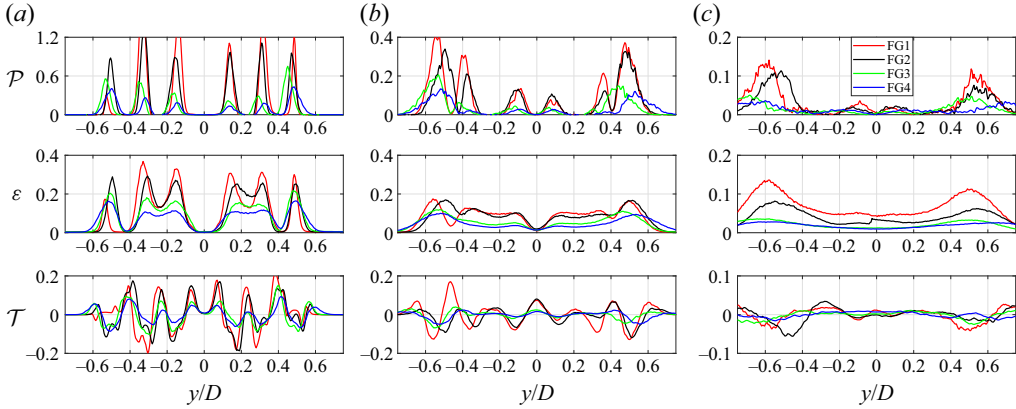 (a) (b) (c)
1.2 0.4 0.3
FG1
FG2
FG3
FG4
𝒫 0.6 0.2 0.2
0.1
0 0 0
−0.6 −0.4 −0.2 0 0.2 0.4 0.6 −0.6 −0.4 −0.2 0 0.2 0.4 0.6 −0.6 −0.4 −0.2 0 0.2 0.4 0.6
0.4 0.4 0.3
ε 0.2 0.2 0.2
0.1
0 0 0
−0.6 −0.4 −0.2 0 0.2 0.4 0.6 −0.6 −0.4 −0.2 0 0.2 0.4 0.6 −0.6 −0.4 −0.2 0 0.2 0.4 0.6
0.2 0.2 0.1
𝒯 0 0 0
−0.2 −0.2 −0.1
−0.6 −0.4 −0.2 0 0.2 0.4 0.6 −0.6 −0.4 −0.2 0 0.2 0.4 0.6 −0.6 −0.4 −0.2 0 0.2 0.4 0.6
y/D y/D y/D